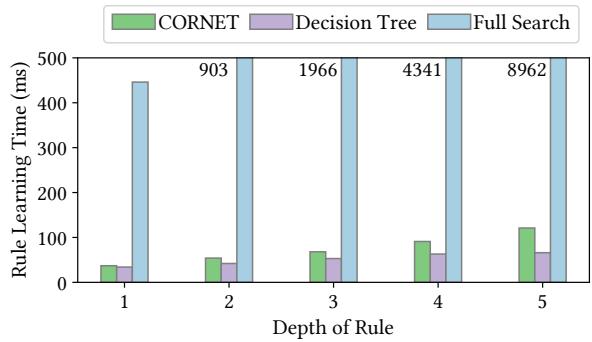 CORNET Decision Tree Full Search
Rule Learning Time (ms)
500
400
300
200
100
0
903 1966 4341 8962
1 2 3 4 5
Depth of Rule